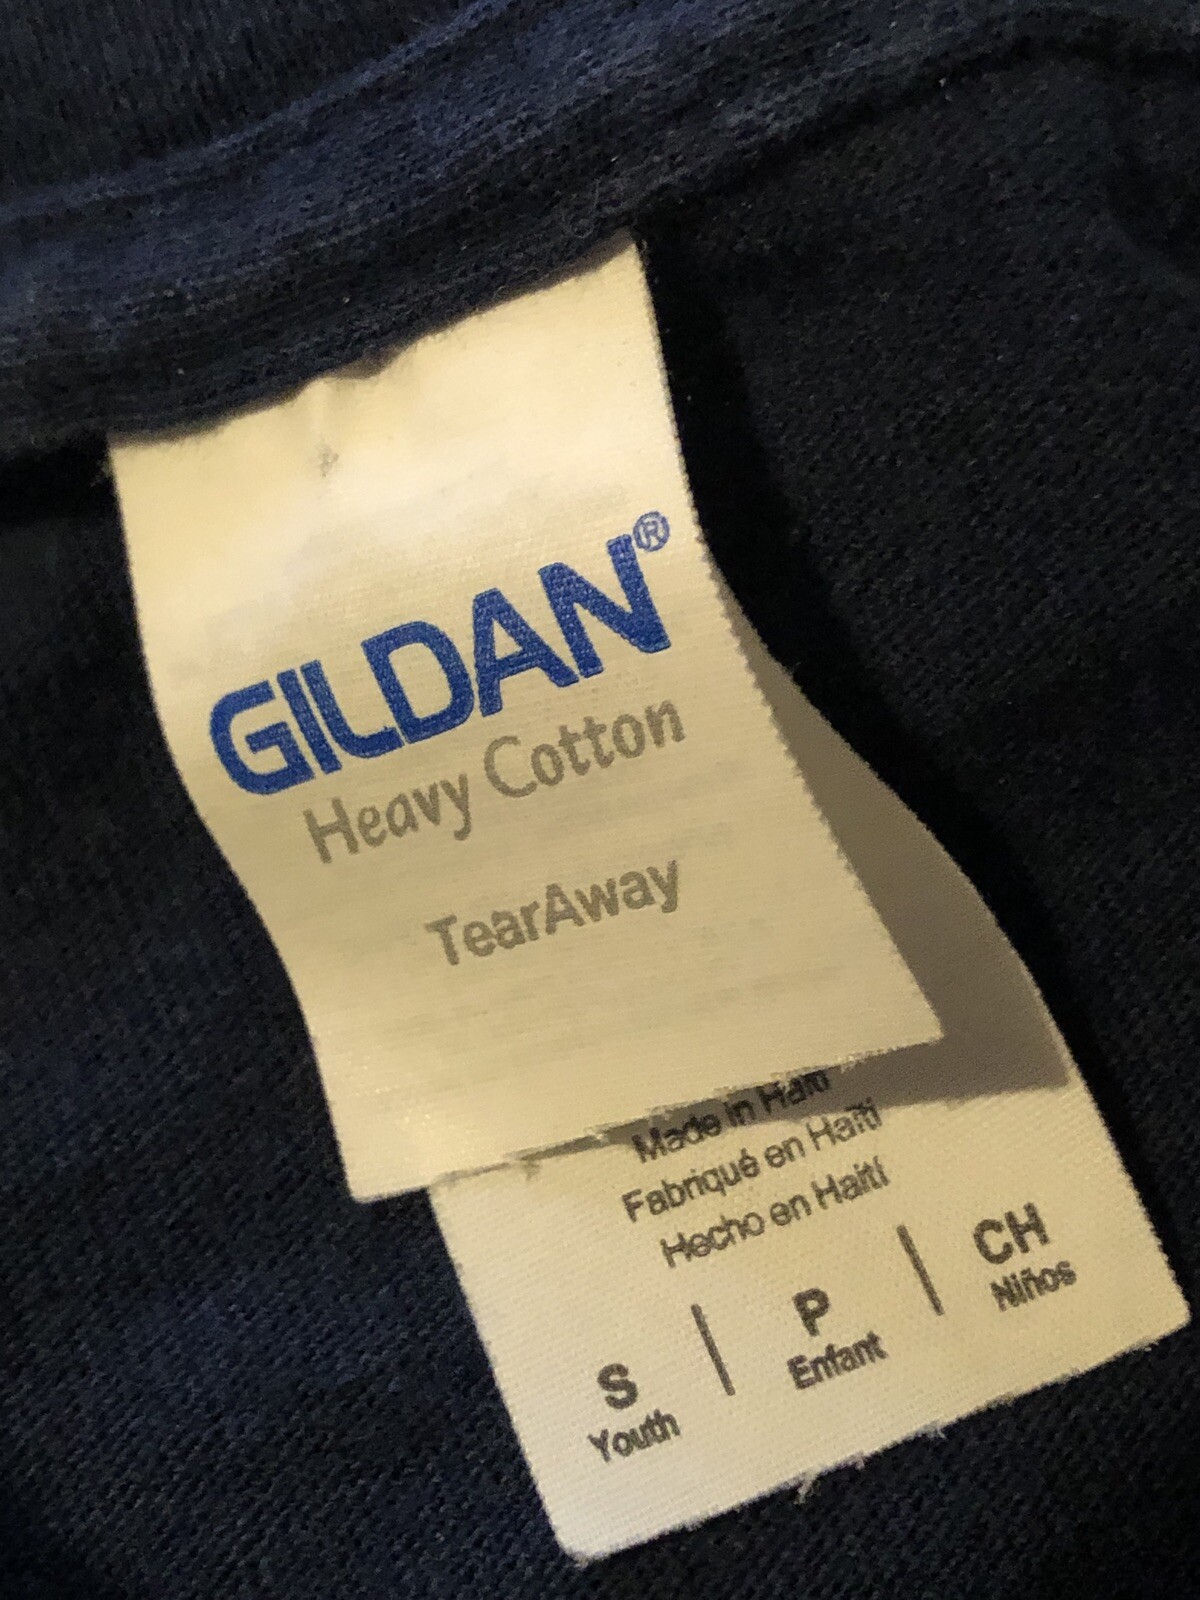 GILDAN®
Heavy Cotton
TearAway
Made in Haiti
Fabriqué en Haïti
Hecho en Haití
S | P | CH
Youth Enfant Niños